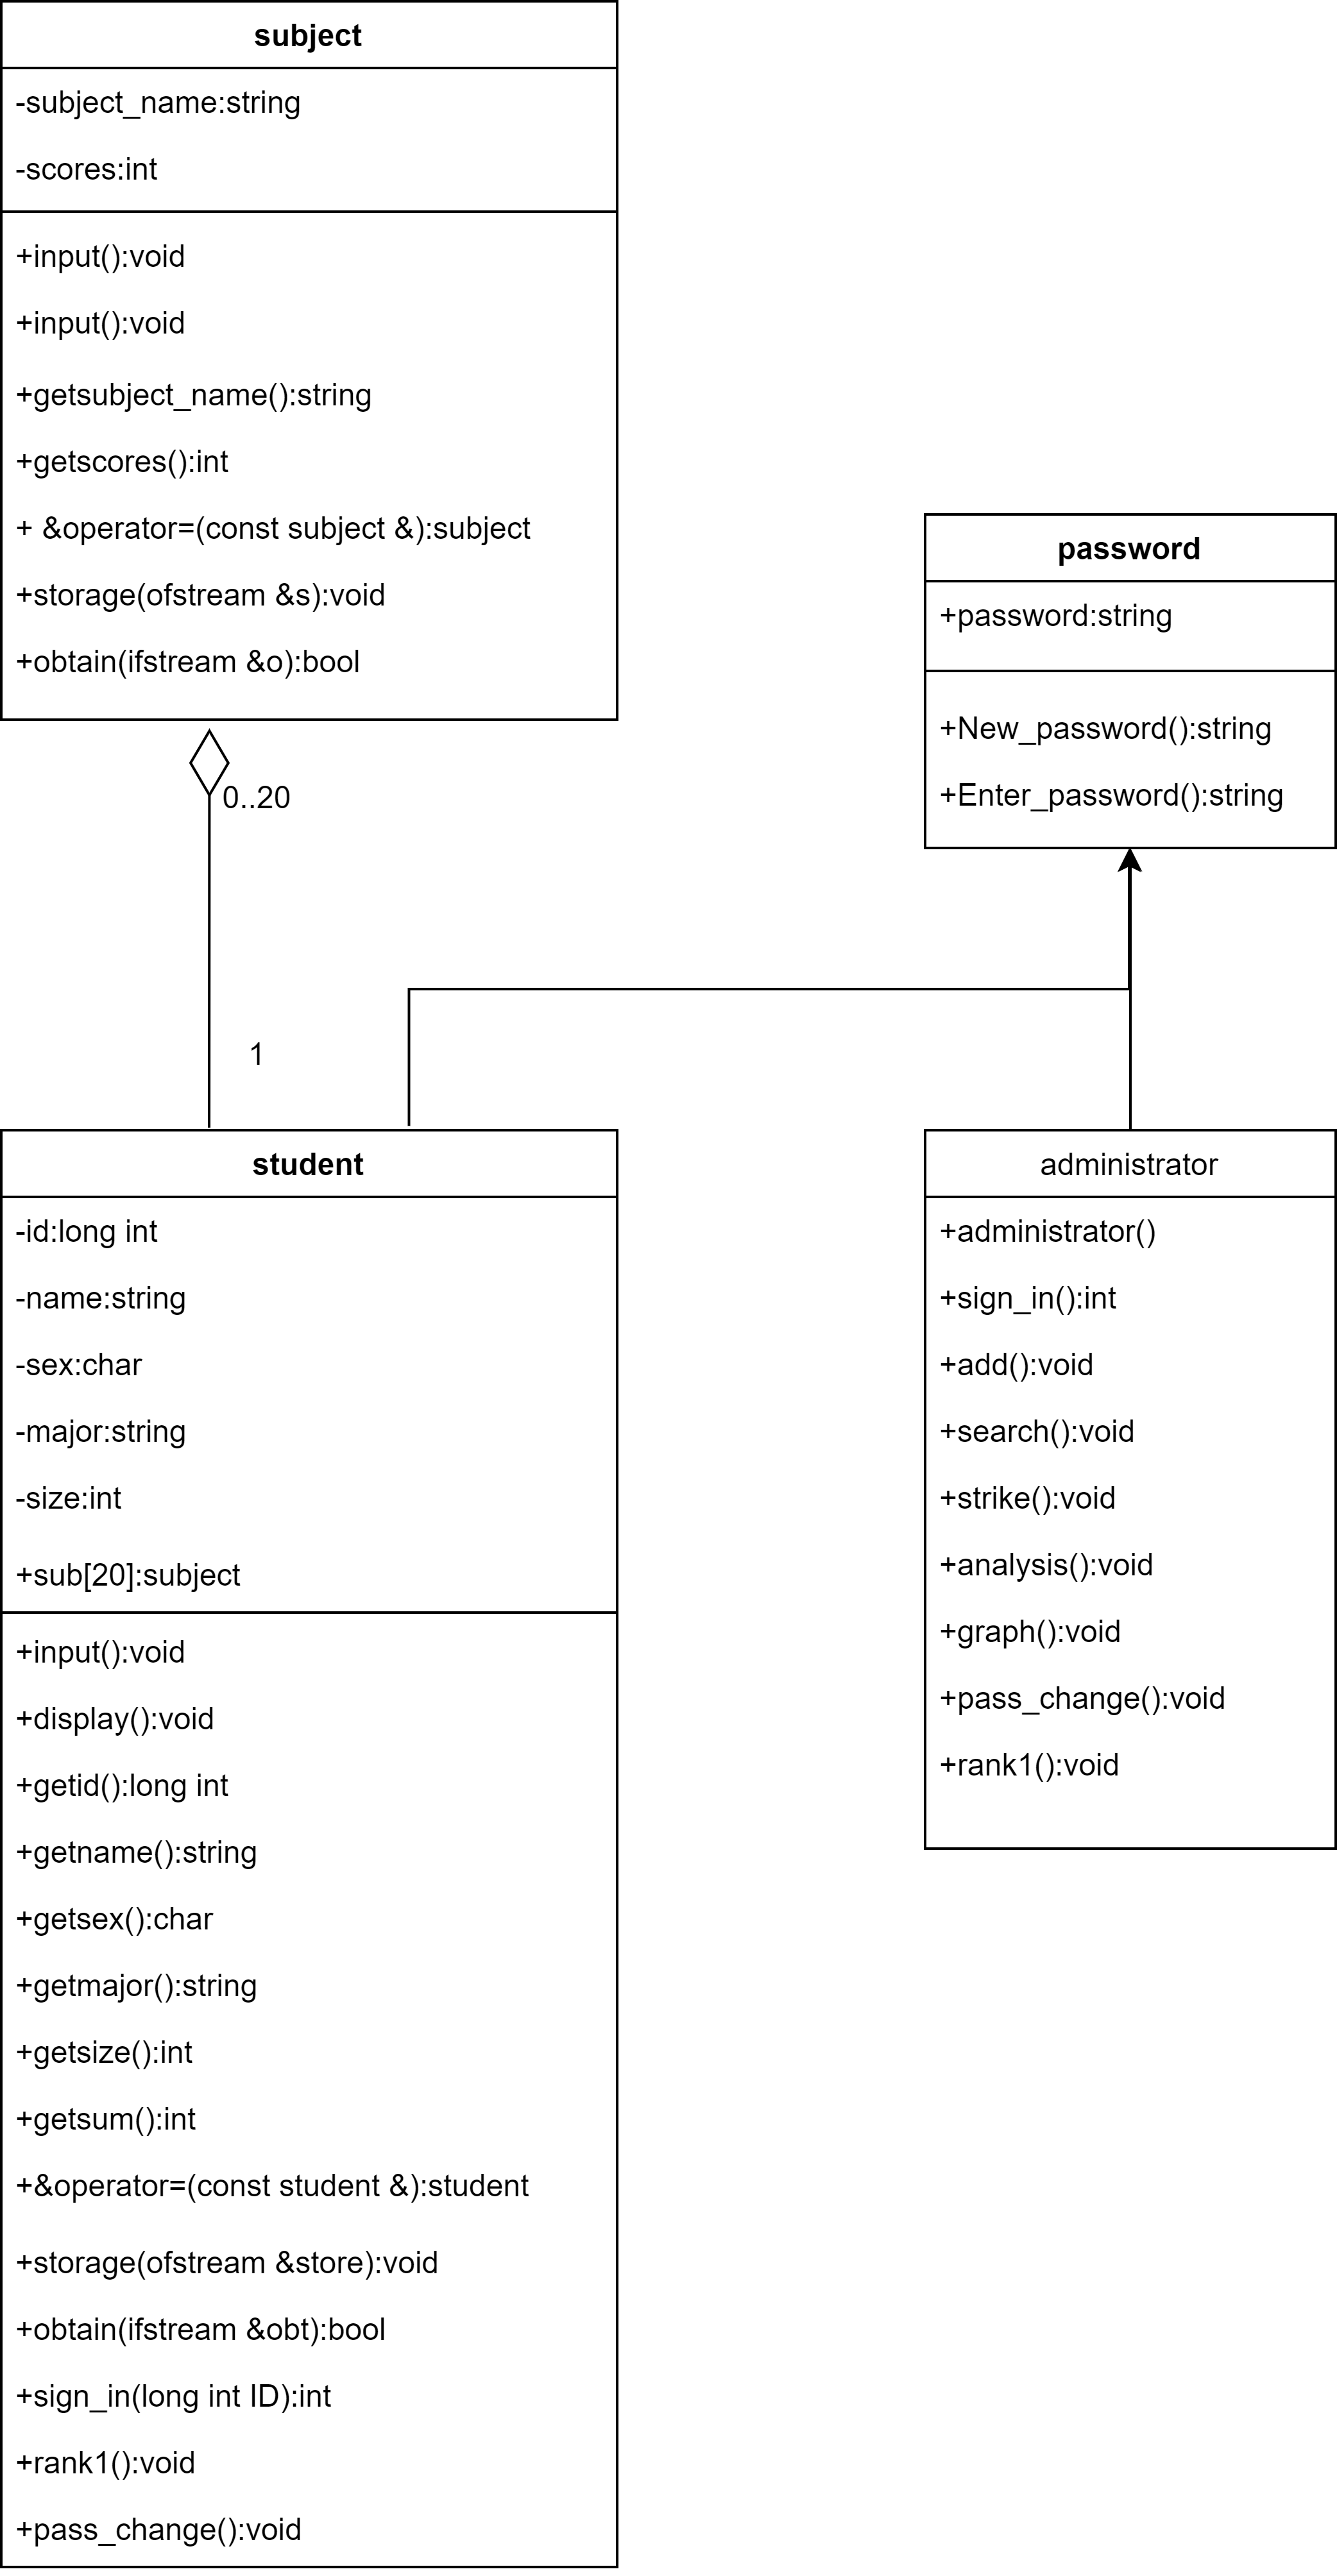 subject
-subject_name:string
-scores:int
+input():void
+input():void
+getsubject_name():string
+getscores():int
+ &operator=(const subject &):subject
+storage(ofstream &s):void
+obtain(ifstream &o):bool
0..20
1
password
+password:string
+New_password():string
+Enter_password():string
student
-id:long int
-name:string
-sex:char
-major:string
-size:int
+sub[20]:subject
+input():void
+display():void
+getid():long int
+getname():string
+getsex():char
+getmajor():string
+getsize():int
+getsum():int
+&operator=(const student &):student
+storage(ofstream &store):void
+obtain(ifstream &obt):bool
+sign_in(long int ID):int
+rank1():void
+pass_change():void
administrator
+administrator()
+sign_in():int
+add():void
+search():void
+strike():void
+analysis():void
+graph():void
+pass_change():void
+rank1():void